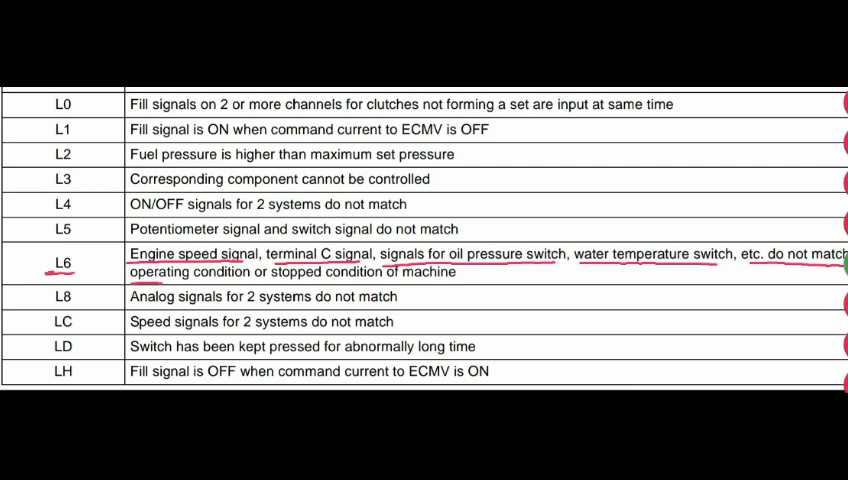 L0 Fill signals on 2 or more channels for clutches not forming a set are input at same time
L1 Fill signal is ON when command current to ECMV is OFF
L2 Fuel pressure is higher than maximum set pressure
L3 Corresponding component cannot be controlled
L4 ON/OFF signals for 2 systems do not match
L5 Potentiometer signal and switch signal do not match
L6 Engine speed signal, terminal C signal, signals for oil pressure switch, water temperature switch, etc. do not match
operating condition or stopped condition of machine
L8 Analog signals for 2 systems do not match
LC Speed signals for 2 systems do not match
LD Switch has been kept pressed for abnormally long time
LH Fill signal is OFF when command current to ECMV is ON